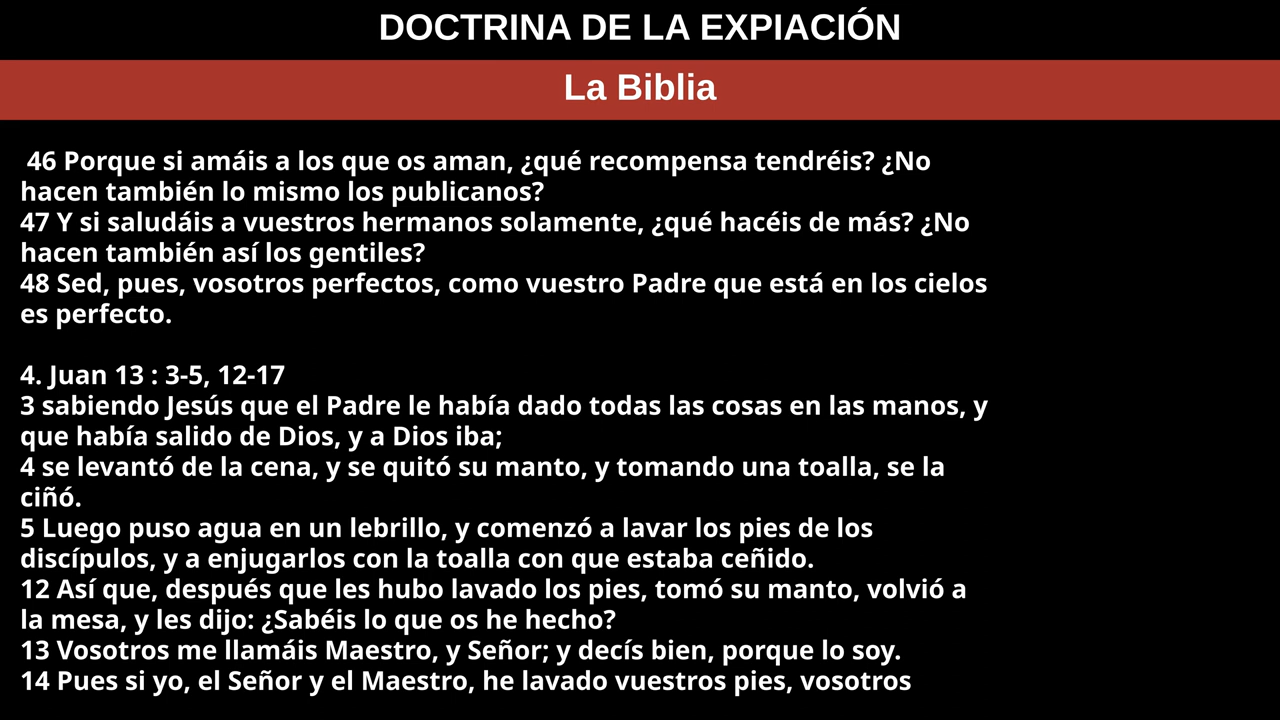 DOCTRINA DE LA EXPIACIÓN
La Biblia
46 Porque si amáis a los que os aman, ¿qué recompensa tendréis? ¿No
hacen también lo mismo los publicanos?
47 Y si saludáis a vuestros hermanos solamente, ¿qué hacéis de más? ¿No
hacen también así los gentiles?
48 Sed, pues, vosotros perfectos, como vuestro Padre que está en los cielos
es perfecto.
4. Juan 13 : 3-5, 12-17
3 sabiendo Jesús que el Padre le había dado todas las cosas en las manos, y
que había salido de Dios, y a Dios iba;
4 se levantó de la cena, y se quitó su manto, y tomando una toalla, se la
ciñó.
5 Luego puso agua en un lebrillo, y comenzó a lavar los pies de los
discípulos, y a enjugarlos con la toalla con que estaba ceñido.
12 Así que, después que les hubo lavado los pies, tomó su manto, volvió a
la mesa, y les dijo: ¿Sabéis lo que os he hecho?
13 Vosotros me llamáis Maestro, y Señor; y decís bien, porque lo soy.
14 Pues si yo, el Señor y el Maestro, he lavado vuestros pies, vosotros